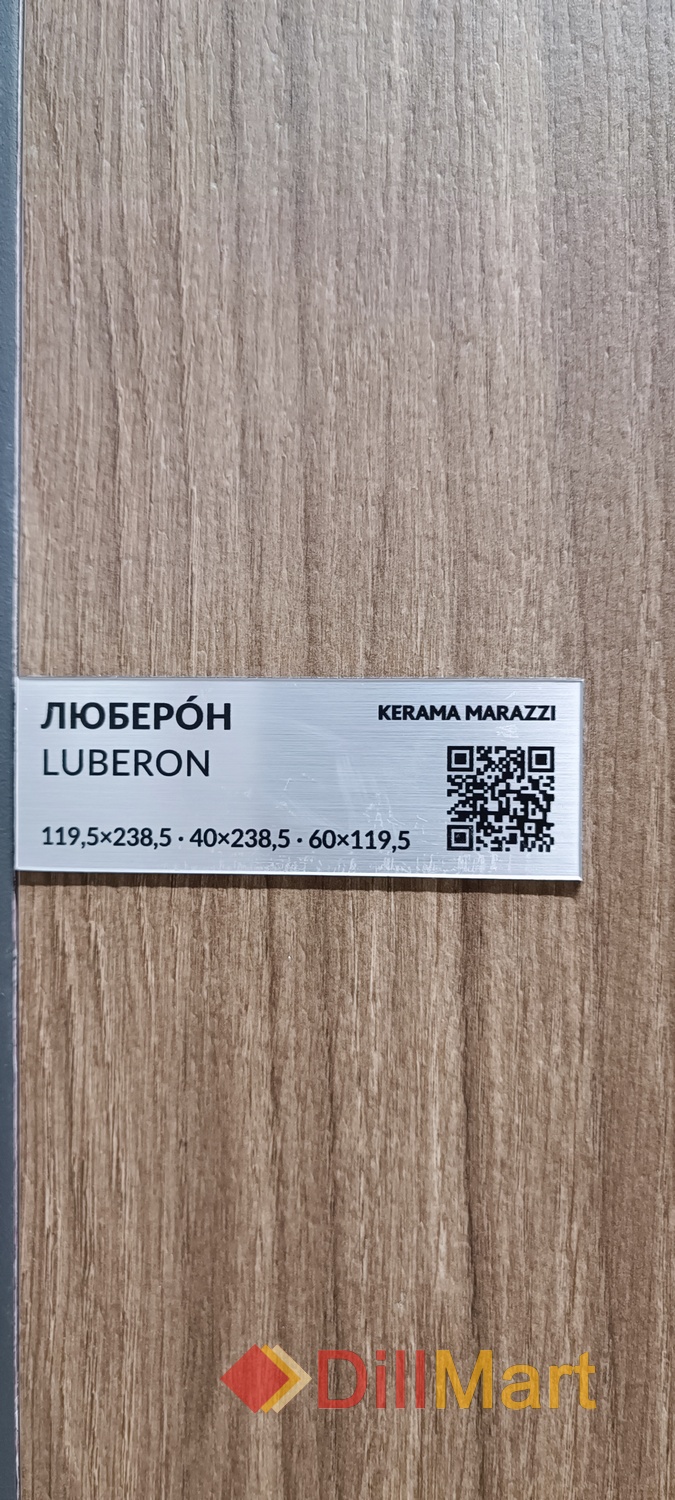 ЛЮБЕРО́Н
KERAMA MARAZZI
LUBERON
119,5×238,5 · 40×238,5 · 60×119,5
DillMart